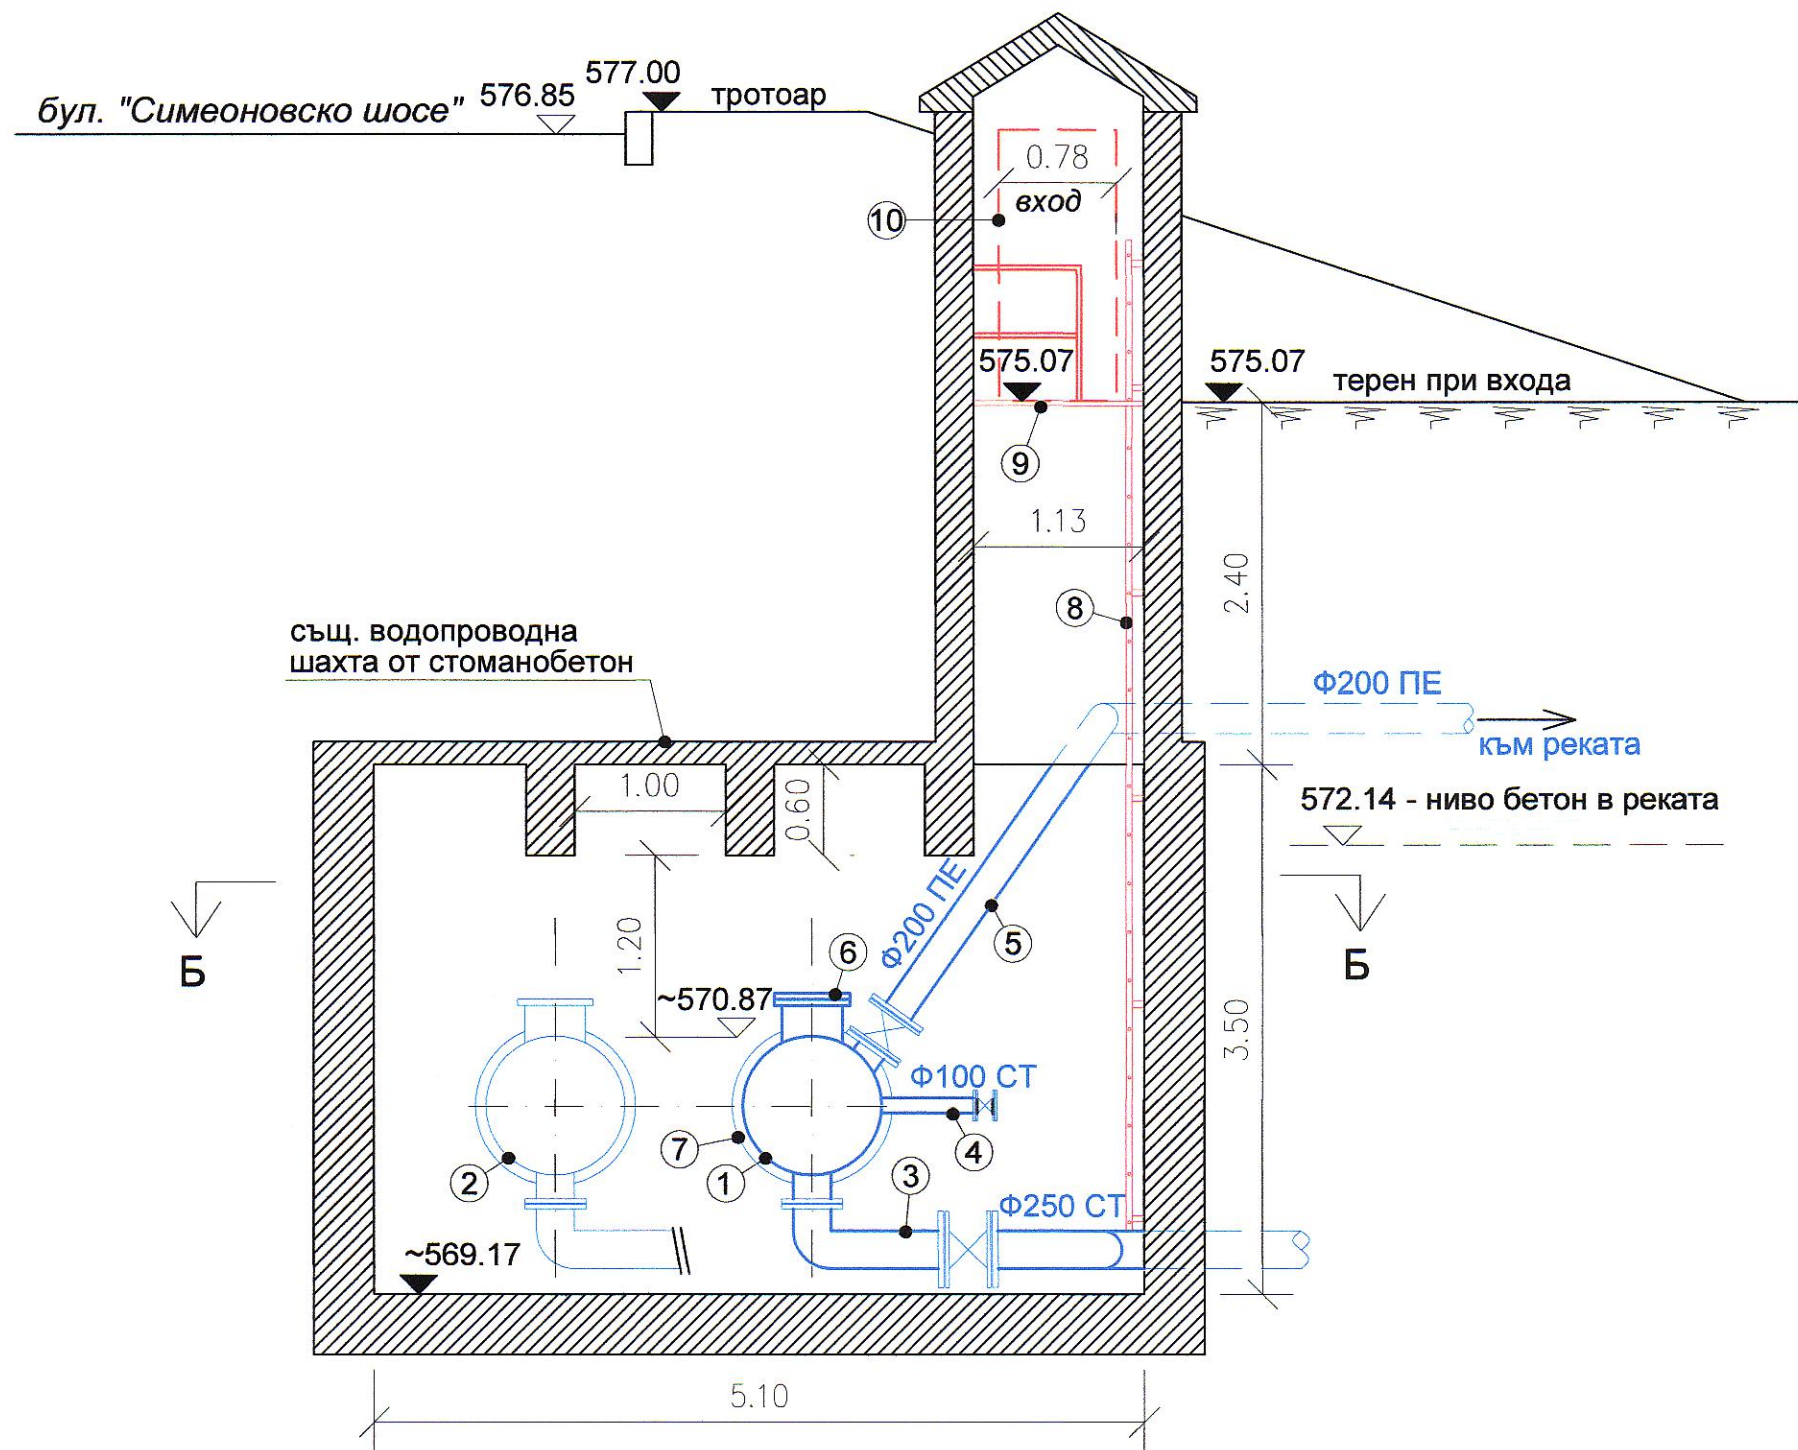 бул. "Симеоновско шосе"
576.85
577.00
тротоар
0.78
вход
10
575.07
575.07
терен при входа
9
1.13
8
2.40
същ. водопроводна
шахта от стоманобетон
Ф200 ПЕ
към реката
1.00
0.60
572.14 - ниво бетон в реката
Б
Б
1.20
Ф200 ПЕ
5
6
~570.87
3.50
Ф100 СТ
4
7
1
2
3
Ф250 СТ
~569.17
5.10